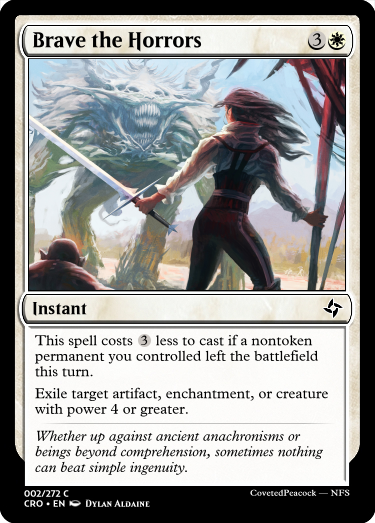 Brave the Horrors 3
Instant
This spell costs 3 less to cast if a nontoken
permanent you controlled left the battlefield
this turn.
Exile target artifact, enchantment, or creature
with power 4 or greater.
Whether up against ancient anachronisms or
beings beyond comprehension, sometimes nothing
can beat simple ingenuity.
002/272 C
CRO • EN Dylan Aldaine CovetedPeacock — NFS